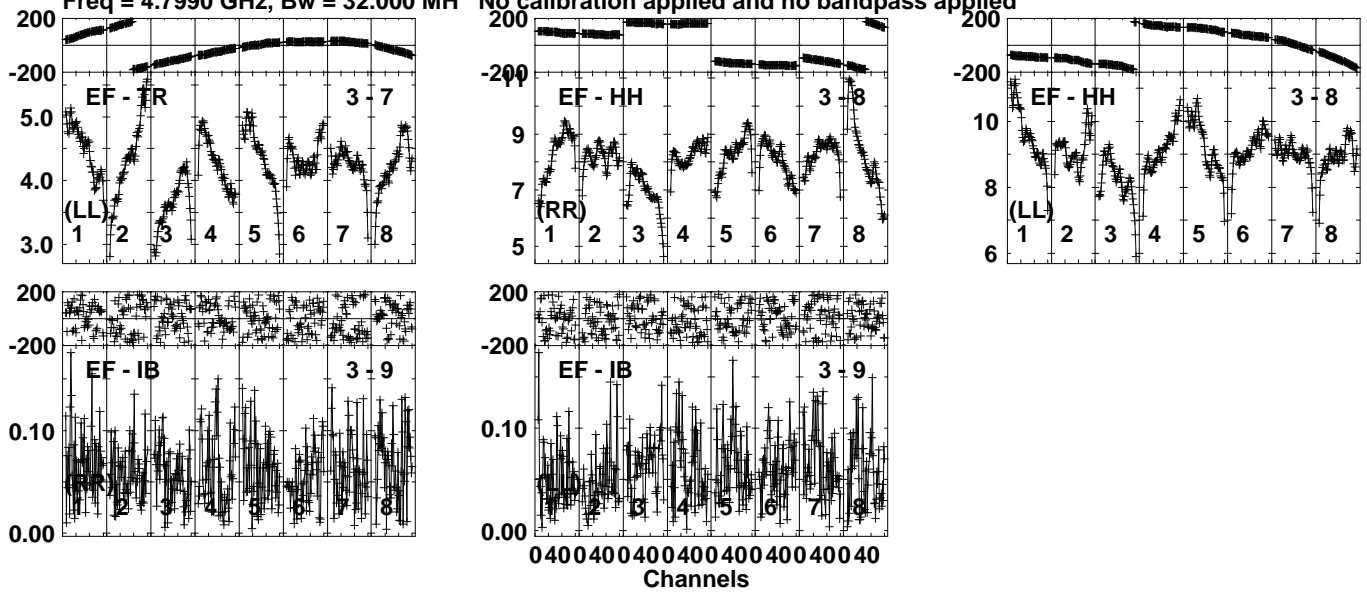 Freq = 4.7990 GHz, Bw = 32.000 MH No calibration applied and no bandpass applied
200 200 200
-200 -200 -200
EF - TR 3 - 7
5.0
4.0
3.0
(LL)
1 2 3 4 5 6 7 8
11
EF - HH 3 - 8
9
7
5
(RR)
1 2 3 4 5 6 7 8
EF - HH 3 - 8
10
8
6
(LL)
1 2 3 4 5 6 7 8
200
-200
EF - IB 3 - 9
0.10
0.00
(RR)
1 2 3 4 5 6 7 8
200
-200
EF - IB 3 - 9
0.10
0.00
(LL)
1 2 3 4 5 6 7 8
0 40 0 40 0 40 0 40 0 40 0 40 0 40 0 40
Channels